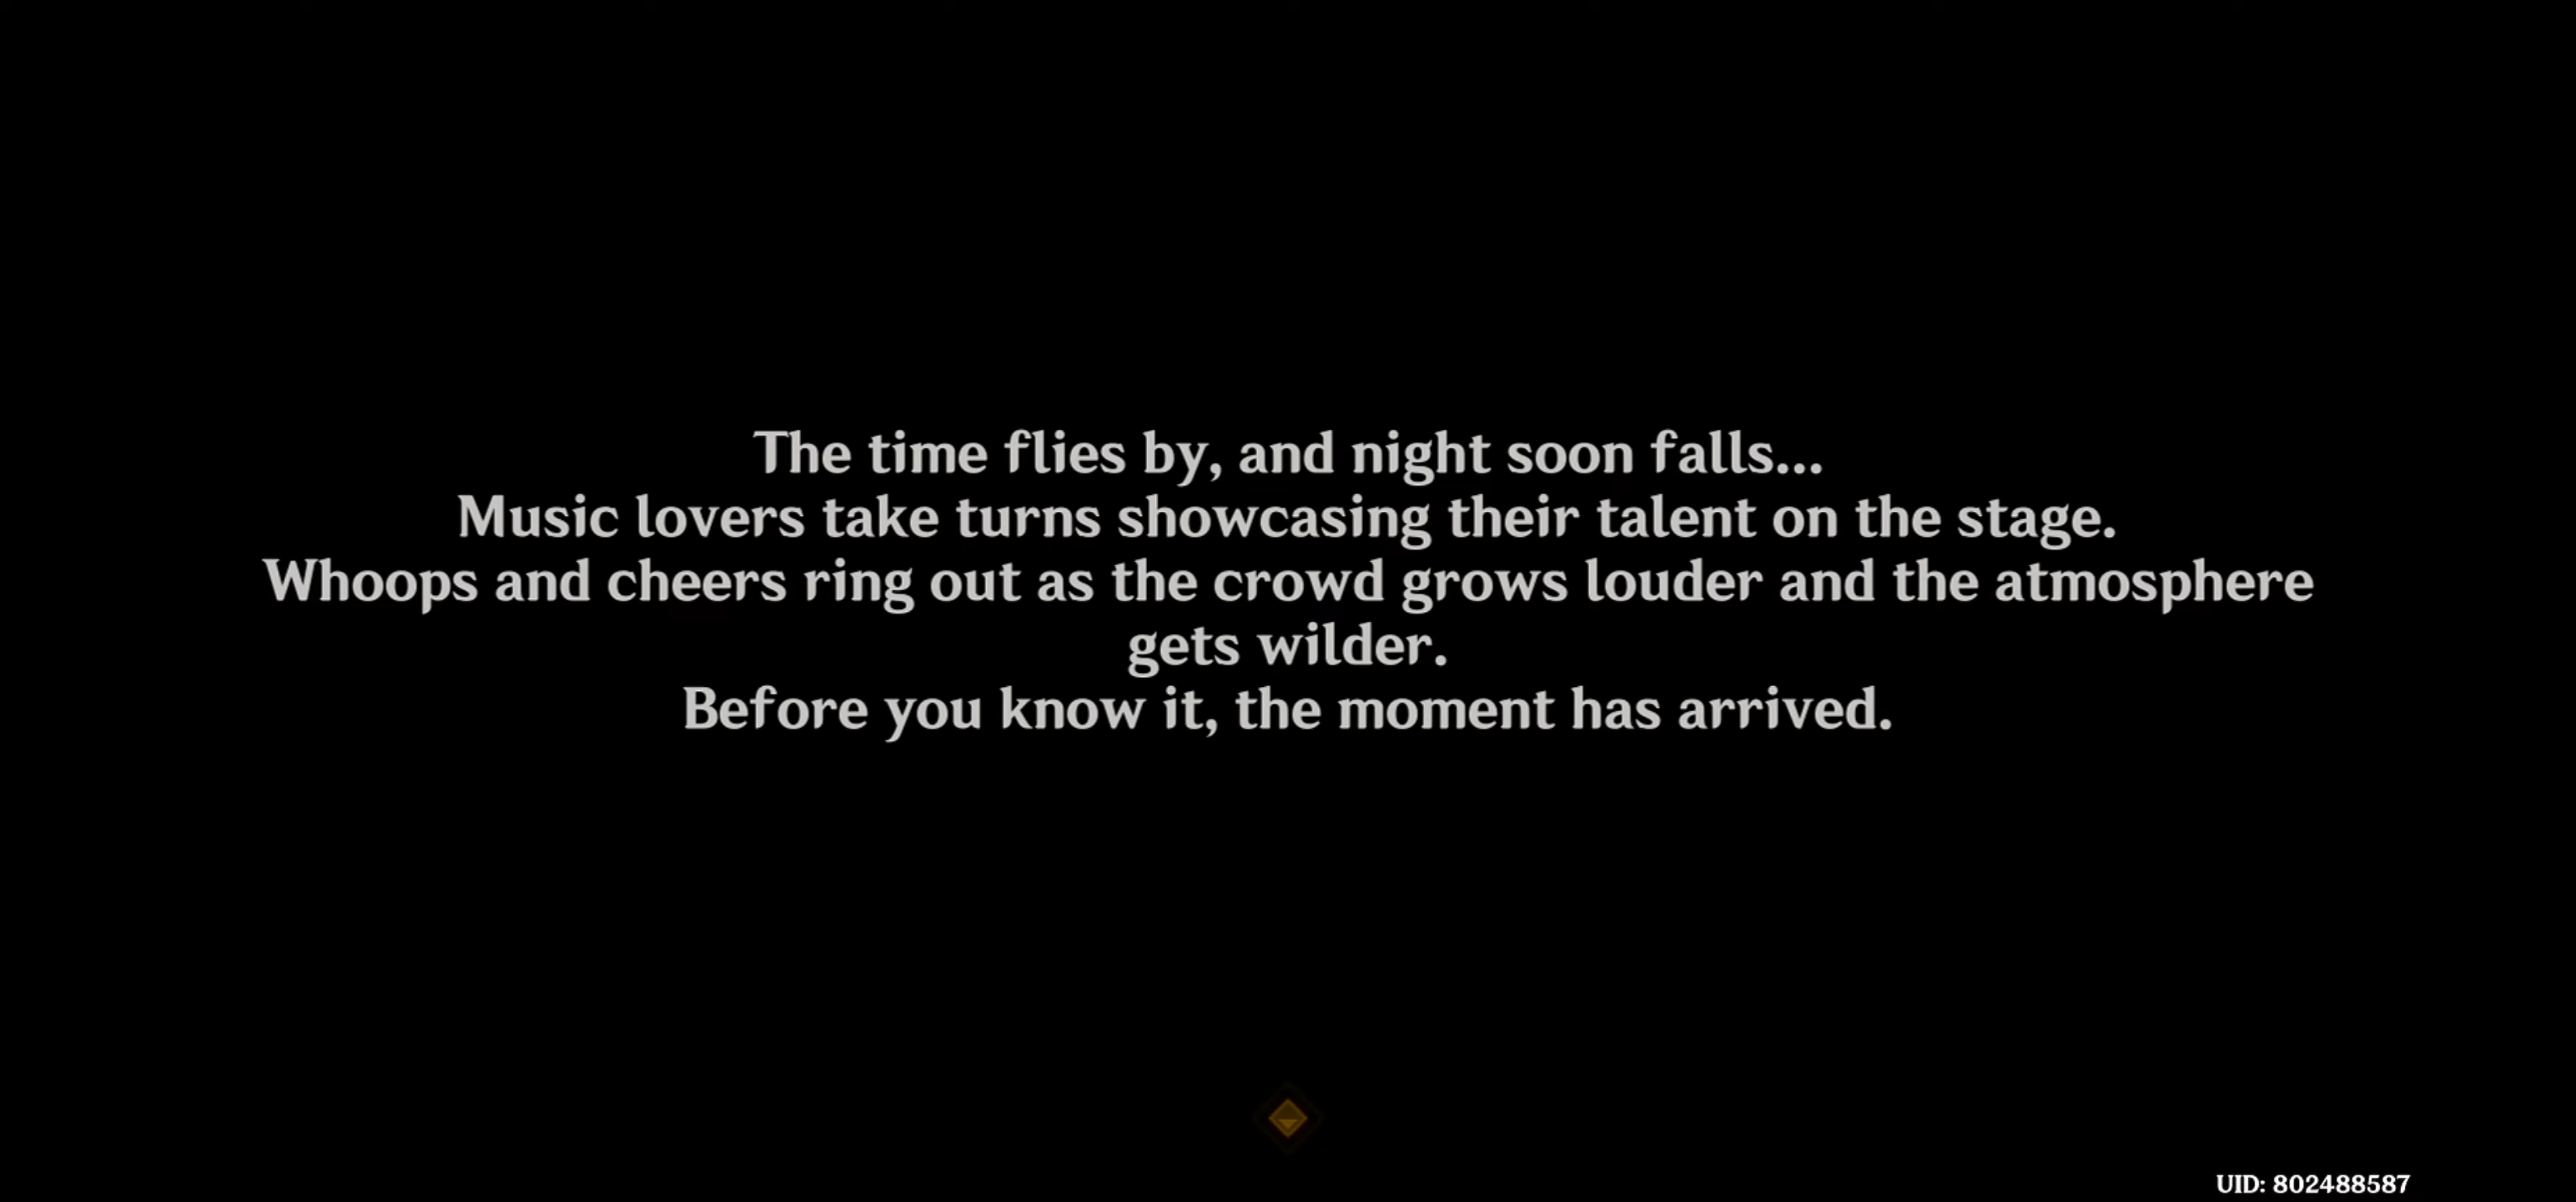 The time flies by, and night soon falls...
Music lovers take turns showcasing their talent on the stage.
Whoops and cheers ring out as the crowd grows louder and the atmosphere
gets wilder.
Before you know it, the moment has arrived.
UID: 802488587